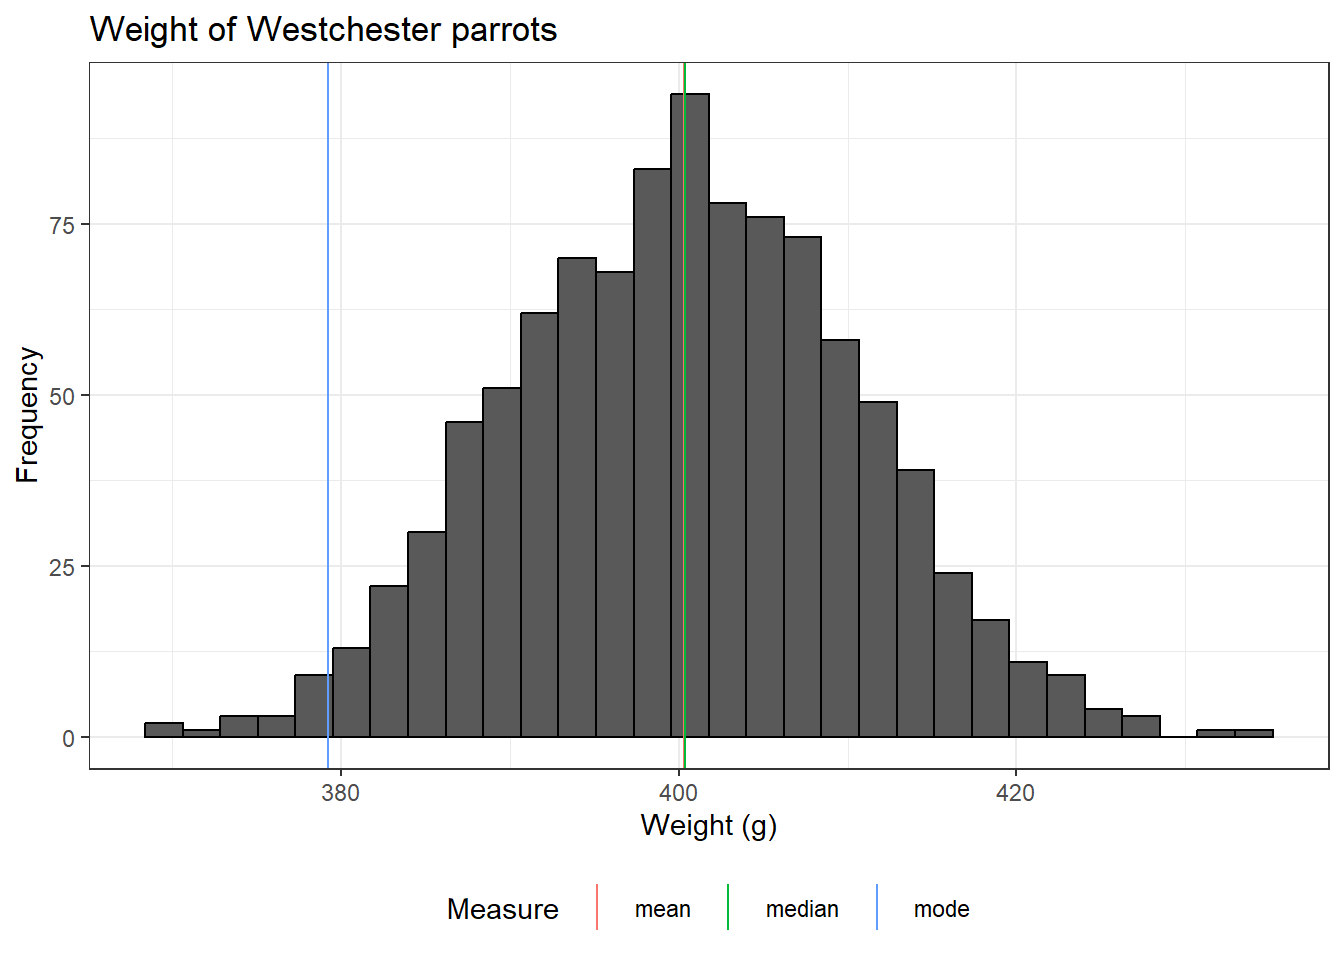 Weight of Westchester parrots
75
50
25
0
Frequency
380 400 420
Weight (g)
Measure mean median mode